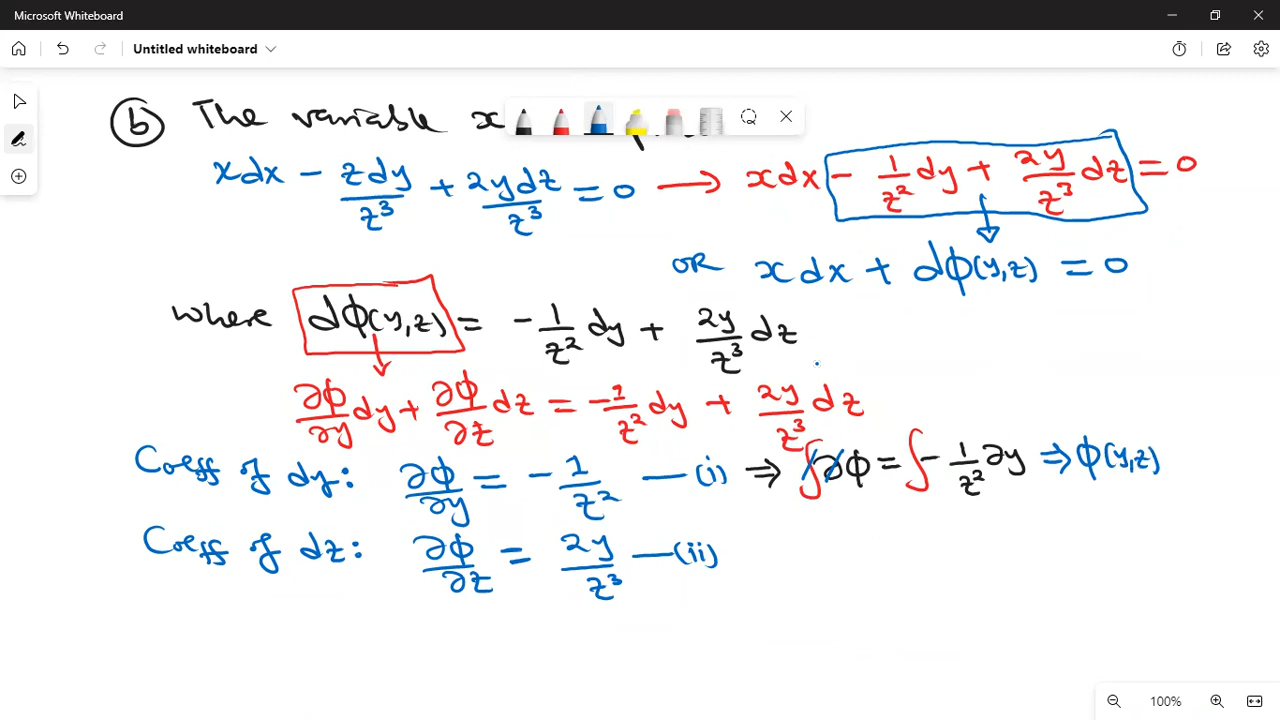 Microsoft Whiteboard
Untitled whiteboard
(b) The variable x
xdx - zdy/z³ + 2ydz/z³ = 0 → xdx - 1/z² dy + 2y/z³ dz = 0
OR xdx + dϕ(y,z) = 0
where dϕ(y,z) = -1/z² dy + 2y/z³ dz
∂ϕ/∂y dy + ∂ϕ/∂z dz = -1/z² dy + 2y/z³ dz
Coeff of dy: ∂ϕ/∂y = -1/z² —(i) ⇒ ∫∂ϕ = ∫ -1/z² ∂y ⇒ ϕ(y,z)
Coeff of dz: ∂ϕ/∂z = 2y/z³ —(ii)
100%